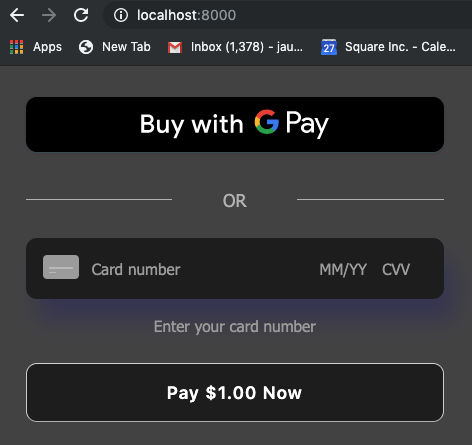 localhost:8000
Apps New Tab Inbox (1,378) - jau... 27 Square Inc. - Cale...
Buy with G Pay
OR
Card number MM/YY CVV
Enter your card number
Pay $1.00 Now